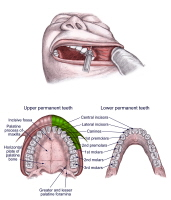 Upper permanent teeth
Lower permanent teeth
Incisive fossa
Palatine
process of
maxilla
Horizontal
plate of
palatine
bone
Central incisors
Lateral incisors
Canines
1st premolars
2nd premolars
1st molars
2nd molars
3rd molars
Greater and lesser
palatine foramina